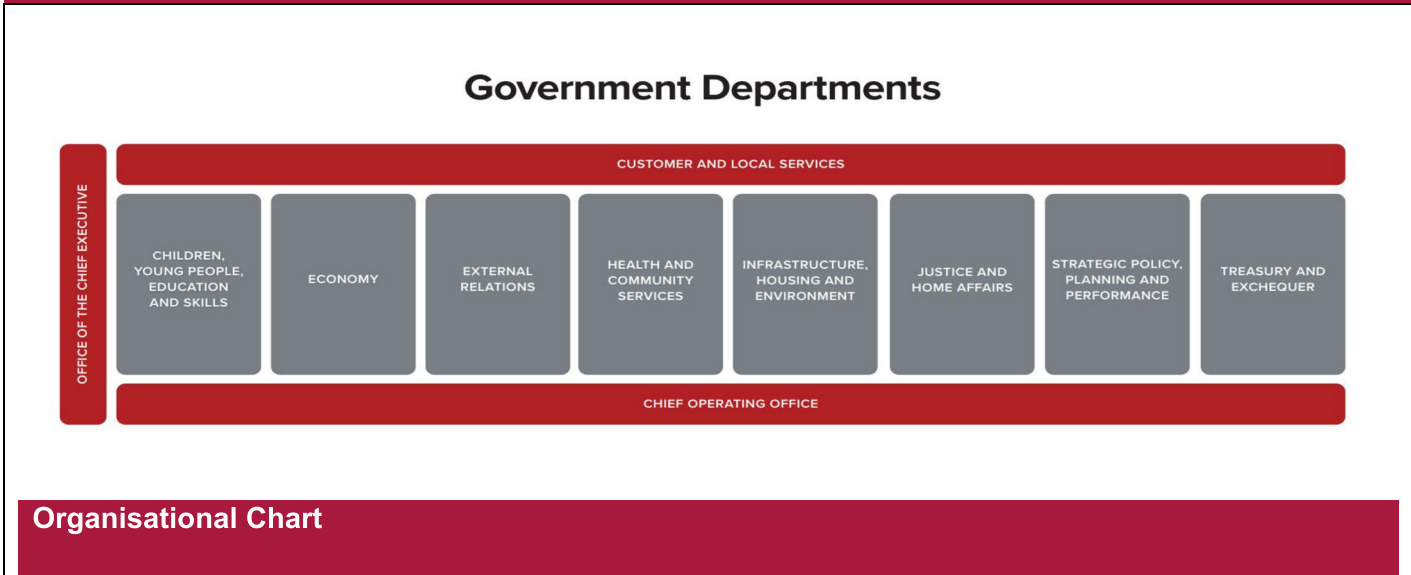 Government Departments
OFFICE OF THE CHIEF EXECUTIVE
CUSTOMER AND LOCAL SERVICES
CHILDREN,
YOUNG PEOPLE,
EDUCATION
AND SKILLS
ECONOMY
EXTERNAL
RELATIONS
HEALTH AND
COMMUNITY
SERVICES
INFRASTRUCTURE,
HOUSING AND
ENVIRONMENT
JUSTICE AND
HOME AFFAIRS
STRATEGIC POLICY,
PLANNING AND
PERFORMANCE
TREASURY AND
EXCHEQUER
CHIEF OPERATING OFFICE
Organisational Chart